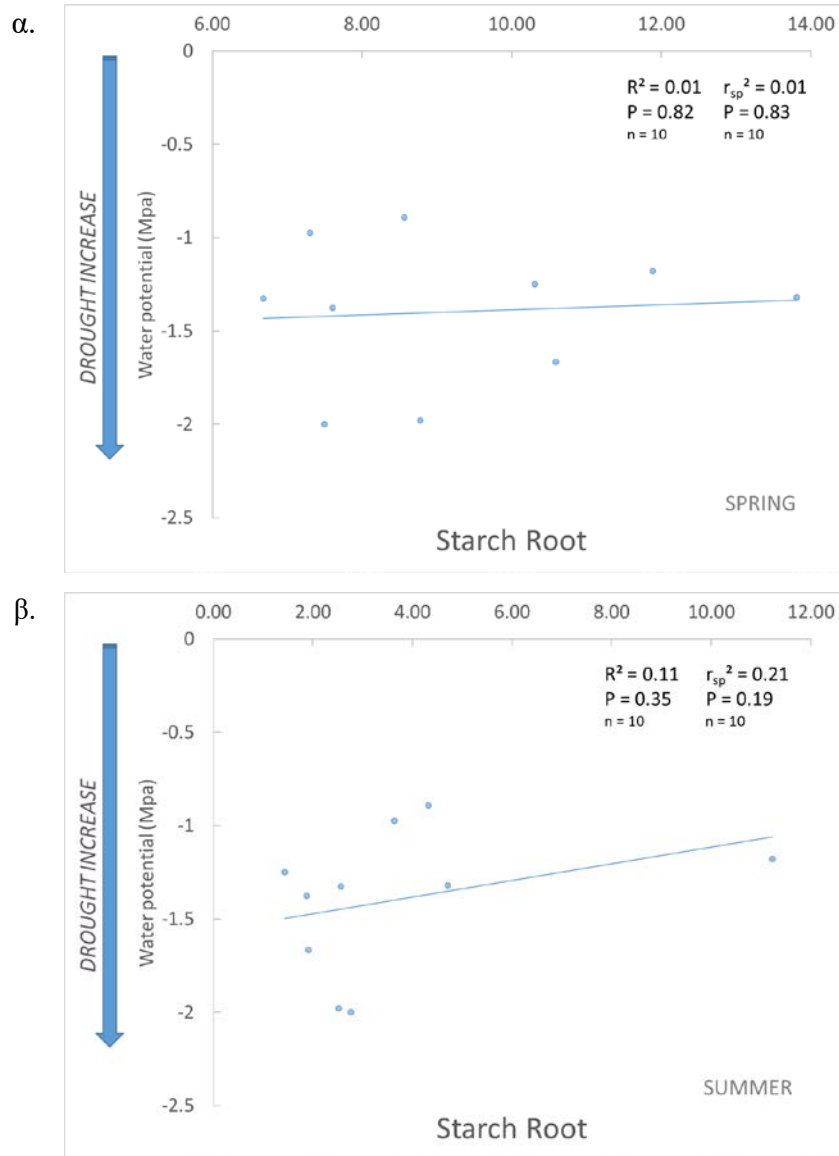 α.
6.00 8.00 10.00 12.00 14.00
0
-0.5
-1
-1.5
-2
-2.5
R² = 0.01 r_sp² = 0.01
P = 0.82 P = 0.83
n = 10 n = 10
DROUGHT INCREASE
Water potential (Mpa)
SPRING
Starch Root
β.
0.00 2.00 4.00 6.00 8.00 10.00 12.00
0
-0.5
-1
-1.5
-2
-2.5
R² = 0.11 r_sp² = 0.21
P = 0.35 P = 0.19
n = 10 n = 10
DROUGHT INCREASE
Water potential (Mpa)
SUMMER
Starch Root